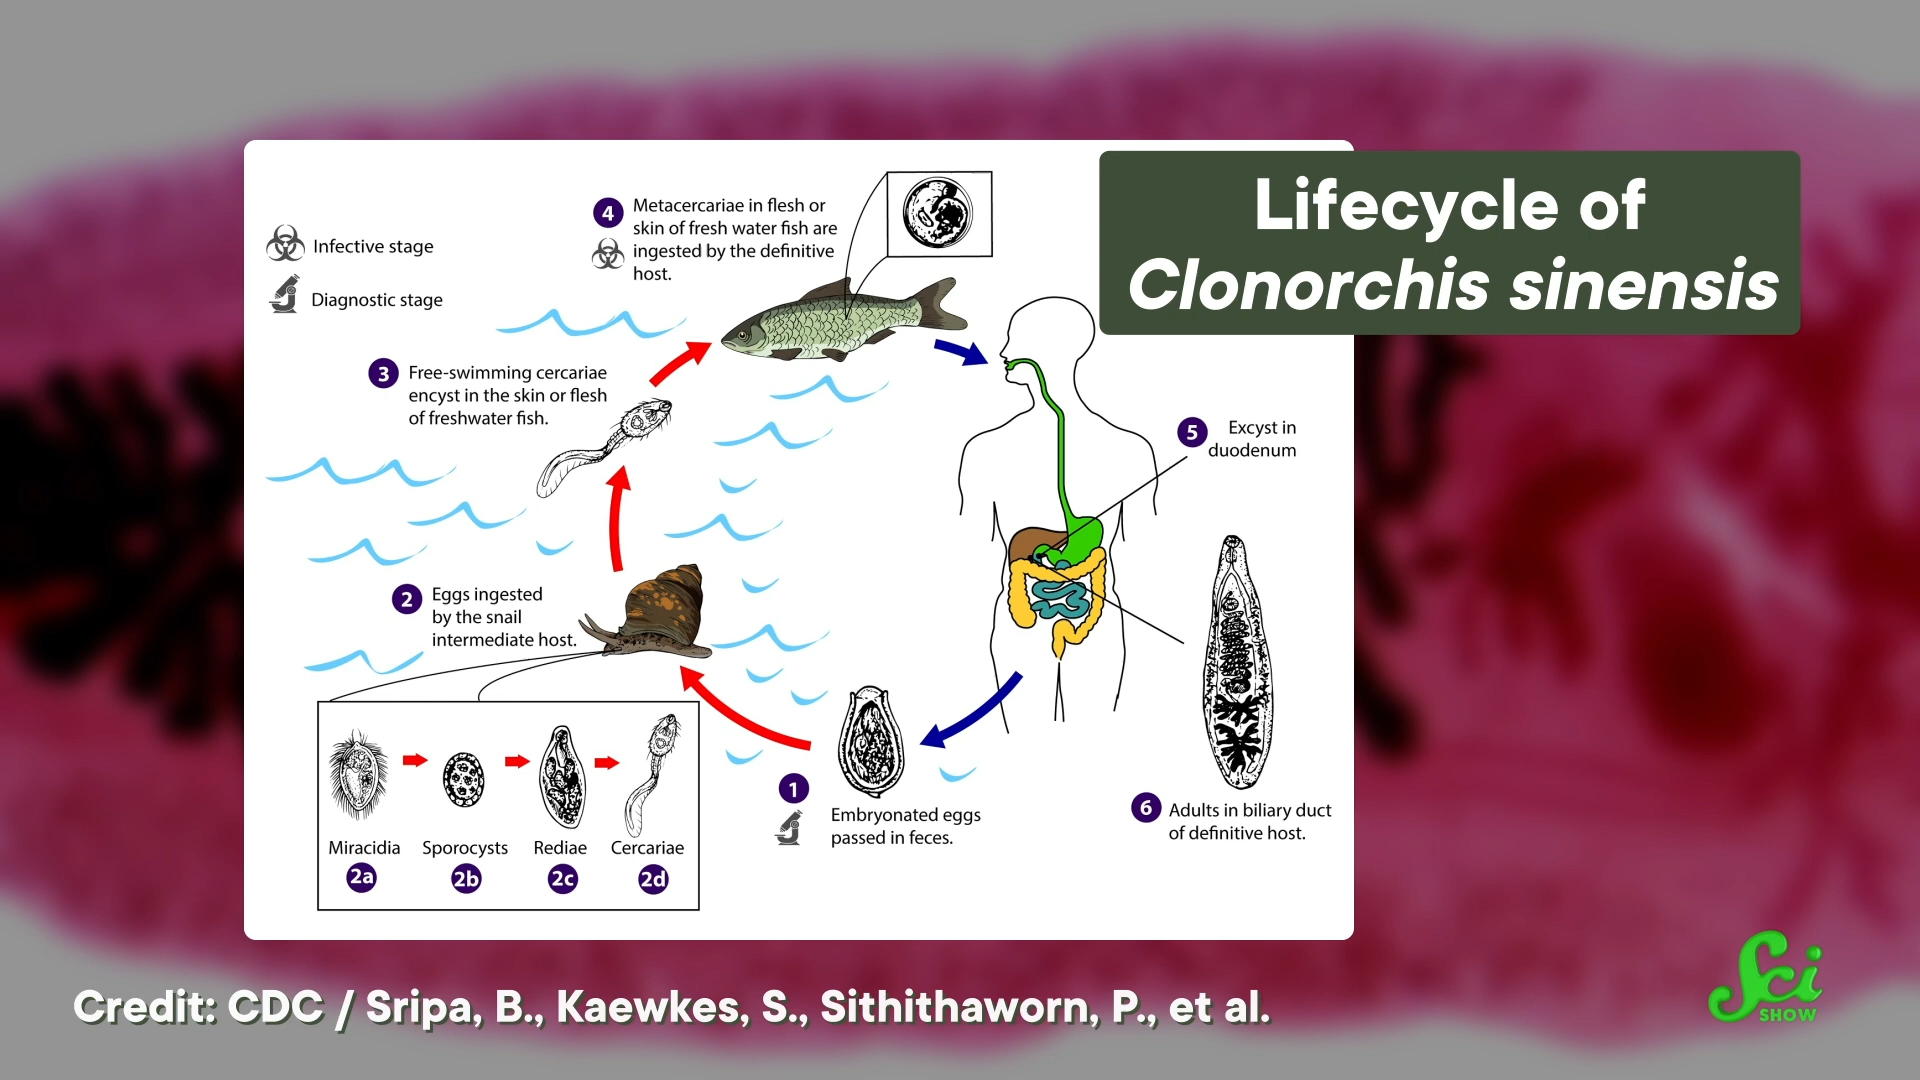 Lifecycle of
Clonorchis sinensis
Infective stage
Diagnostic stage
4
Metacercariae in flesh or
skin of fresh water fish are
ingested by the definitive
host.
3
Free-swimming cercariae
encyst in the skin or flesh
of freshwater fish.
5
Excyst in
duodenum
2
Eggs ingested
by the snail
intermediate host.
Miracidia
Sporocysts
Rediae
Cercariae
2a
2b
2c
2d
1
Embryonated eggs
passed in feces.
6
Adults in biliary duct
of definitive host.
Credit: CDC / Sripa, B., Kaewkes, S., Sithithaworn, P., et al.
Sci
SHOW